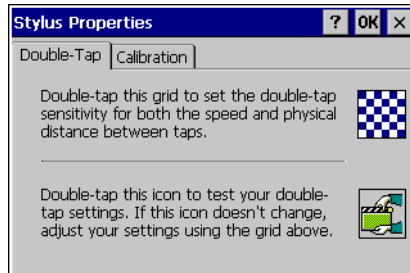 Stylus Properties ? OK ×
Double-Tap Calibration
Double-tap this grid to set the double-tap
sensitivity for both the speed and physical
distance between taps.
Double-tap this icon to test your double-
tap settings. If this icon doesn't change,
adjust your settings using the grid above.